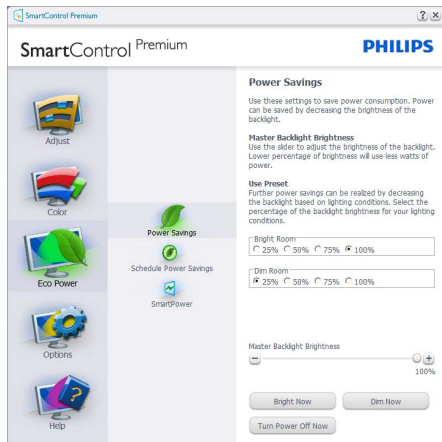 SmartControl Premium
? X
SmartControl Premium
PHILIPS
Adjust
Color
Eco Power
Options
Help
Power Savings
Schedule Power Savings
SmartPower
Power Savings
Use these settings to save power consumption. Power
can be saved by decreasing the brightness of the
backlight.
Master Backlight Brightness
Use the slider to adjust the brightness of the backlight.
Lower percentage of brightness will use less watts of
power.
Use Preset
Further power savings can be realized by decreasing
the backlight based on lighting conditions. Select the
percentage of the backlight brightness for your lighting
conditions.
Bright Room
25% 50% 75% 100%
Dim Room
25% 50% 75% 100%
Master Backlight Brightness
− +
100%
Bright Now Dim Now
Turn Power Off Now